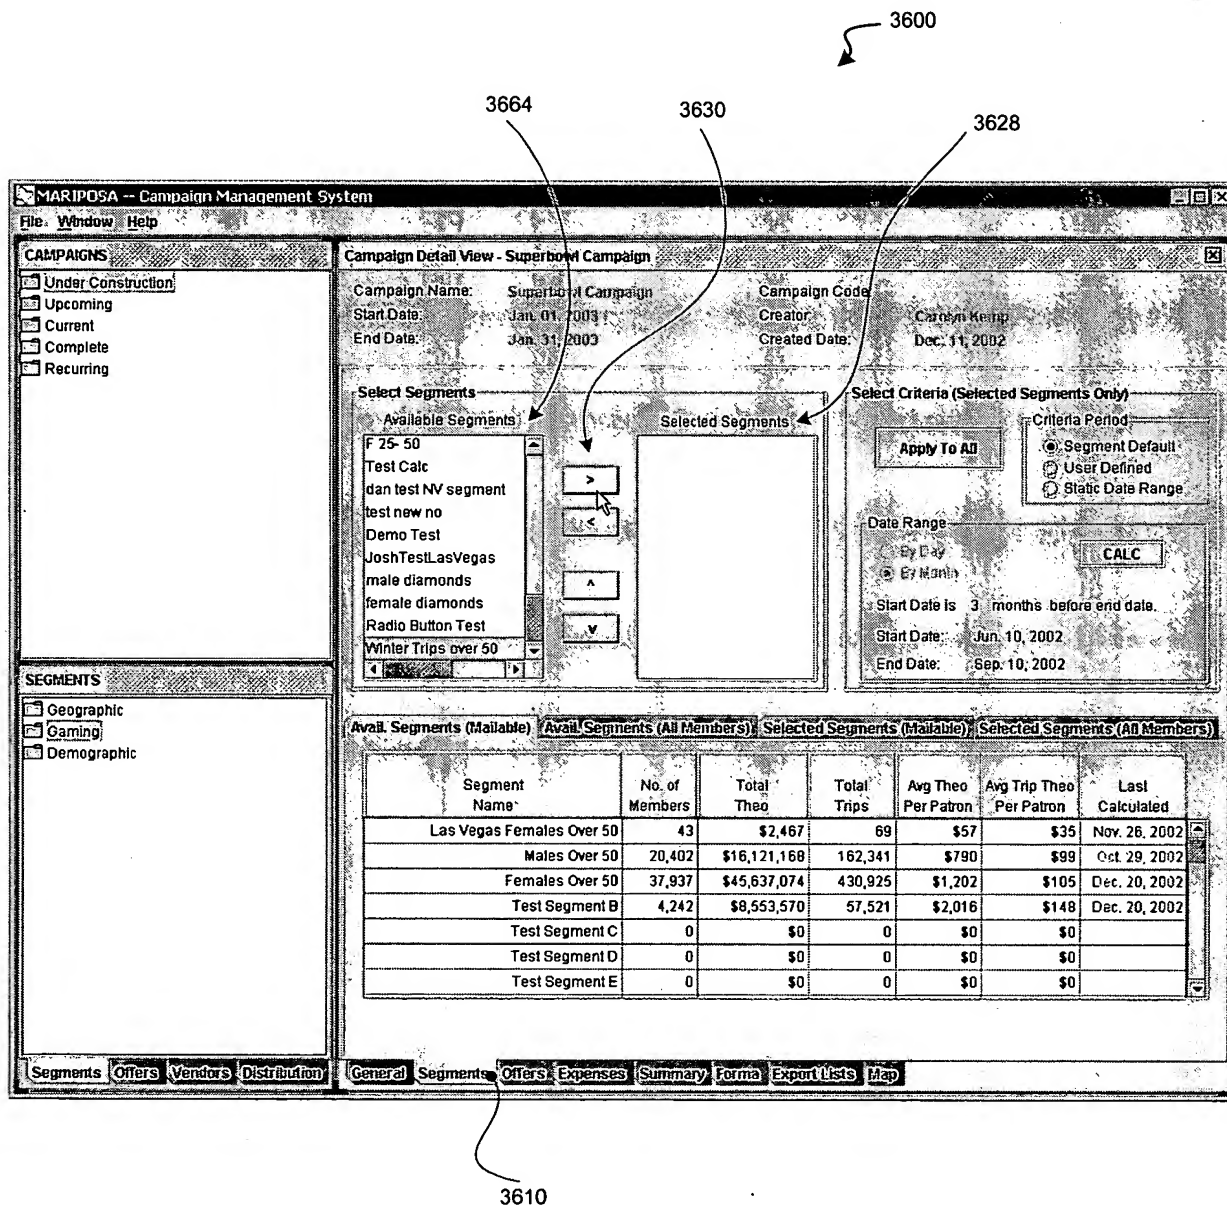 3600
3664
3630
3628
MARIPOSA -- Campaign Management System
File Window Help
CAMPAIGNS
Under Construction
Upcoming
Current
Complete
Recurring
SEGMENTS
Geographic
Gaming
Demographic
Segments Offers Vendors Distribution
Campaign Detail View - Superbowl Campaign
Campaign Name: Superbowl Campaign Campaign Code
Start Date: Jan. 01, 2003 Creator Carolyn Kemp
End Date: Jan. 31, 2003 Created Date: Dec. 11, 2002
Select Segments
Available Segments
F 25- 50
Test Calc
dan test NV segment
test new no
Demo Test
JoshTestLasVegas
male diamonds
female diamonds
Radio Button Test
Winter Trips over 50
>
<
^
v
Selected Segments
Select Criteria (Selected Segments Only)
Apply To All
Criteria Period
Segment Default
User Defined
Static Date Range
Date Range
By Day
By Month
CALC
Start Date is 3 months before end date.
Start Date: Jun. 10, 2002
End Date: Sep. 10, 2002
Avail. Segments (Mailable) Avail. Segments (All Members) Selected Segments (Mailable) Selected Segments (All Members)
Segment Name No. of Members Total Theo Total Trips Avg Theo Per Patron Avg Trip Theo Per Patron Last Calculated
Las Vegas Females Over 50 43 $2,467 69 $57 $35 Nov. 26, 2002
Males Over 50 20,402 $16,121,168 162,341 $790 $99 Oct. 29, 2002
Females Over 50 37,937 $45,637,074 430,925 $1,202 $105 Dec. 20, 2002
Test Segment B 4,242 $8,553,570 57,521 $2,016 $148 Dec. 20, 2002
Test Segment C 0 $0 0 $0 $0
Test Segment D 0 $0 0 $0 $0
Test Segment E 0 $0 0 $0 $0
General Segments Offers Expenses Summary Forma Export Lists Map
3610